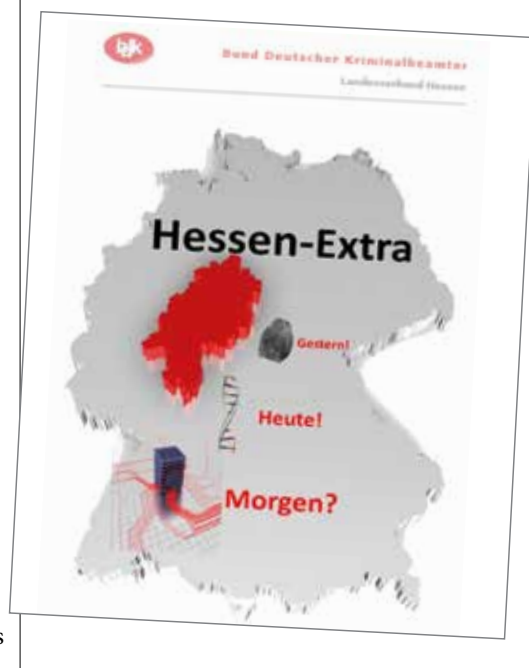 bdk
Bund Deutscher Kriminalbeamter
Landesverband Hessen
Hessen-Extra
Gestern!
Heute!
Morgen?
s